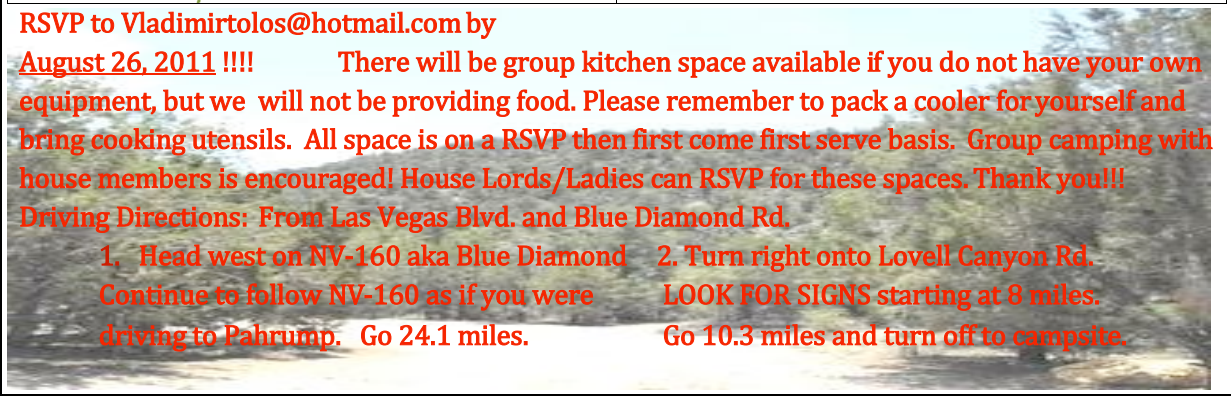 RSVP to Vladimirtolos@hotmail.com by
August 26, 2011 !!!! There will be group kitchen space available if you do not have your own
equipment, but we will not be providing food. Please remember to pack a cooler for yourself and
bring cooking utensils. All space is on a RSVP then first come first serve basis. Group camping with
house members is encouraged! House Lords/Ladies can RSVP for these spaces. Thank you!!!
Driving Directions: From Las Vegas Blvd. and Blue Diamond Rd.
1. Head west on NV-160 aka Blue Diamond
Continue to follow NV-160 as if you were
driving to Pahrump. Go 24.1 miles.
2. Turn right onto Lovell Canyon Rd.
LOOK FOR SIGNS starting at 8 miles.
Go 10.3 miles and turn off to campsite.